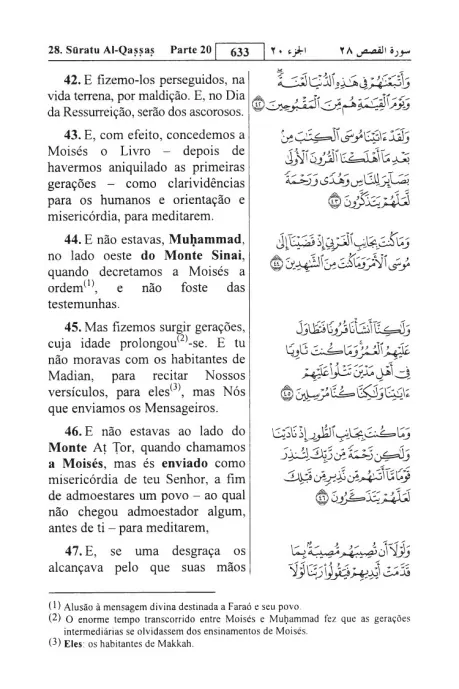 28. Sūratu Al-Qaṣṣaṣ Parte 20 633 الجزء ٢٠ سورة القصص ٢٨
42. E fizemo-los perseguidos, na
vida terrena, por maldição. E, no Dia
da Ressurreição, serão dos ascorosos.
43. E, com efeito, concedemos a
Moisés o Livro – depois de
havermos aniquilado as primeiras
gerações – como clarividências
para os humanos e orientação e
misericórdia, para meditarem.
44. E não estavas, Muḥammad,
no lado oeste do Monte Sinai,
quando decretamos a Moisés a
ordem(1), e não foste das
testemunhas.
45. Mas fizemos surgir gerações,
cuja idade prolongou(2)-se. E tu
não moravas com os habitantes de
Madian, para recitar Nossos
versículos, para eles(3), mas Nós
que enviamos os Mensageiros.
46. E não estavas ao lado do
Monte Aṭ Ṭor, quando chamamos
a Moisés, mas és enviado como
misericórdia de teu Senhor, a fim
de admoestares um povo – ao qual
não chegou admoestador algum,
antes de ti – para meditarem,
47. E, se uma desgraça os
alcançava pelo que suas mãos
وَأَتْبَعْنَاهُمْ فِي هَٰذِهِ الدُّنْيَا لَعْنَةً
وَيَوْمَ الْقِيَامَةِ هُم مِّنَ الْمَقْبُوحِينَ ٤٢
وَلَقَدْ آتَيْنَا مُوسَى الْكِتَابَ مِن
بَعْدِ مَا أَهْلَكْنَا الْقُرُونَ الْأُولَىٰ
بَصَائِرَ لِلنَّاسِ وَهُدًى وَرَحْمَةً
لَّعَلَّهُمْ يَتَذَكَّرُونَ ٤٣
وَمَا كُنتَ بِجَانِبِ الْغَرْبِيِّ إِذْ قَضَيْنَا إِلَىٰ
مُوسَى الْأَمْرَ وَمَا كُنتَ مِنَ الشَّاهِدِينَ ٤٤
وَلَٰكِنَّا أَنشَأْنَا قُرُونًا فَتَطَاوَلَ
عَلَيْهِمُ الْعُمُرُ وَمَا كُنتَ ثَاوِيًا
فِي أَهْلِ مَدْيَنَ تَتْلُو عَلَيْهِمْ
آيَاتِنَا وَلَٰكِنَّا كُنَّا مُرْسِلِينَ ٤٥
وَمَا كُنتَ بِجَانِبِ الطُّورِ إِذْ نَادَيْنَا
وَلَٰكِن رَّحْمَةً مِّن رَّبِّكَ لِتُنذِرَ
قَوْمًا مَّا أَتَاهُم مِّن نَّذِيرٍ مِّن قَبْلِكَ
لَعَلَّهُمْ يَتَذَكَّرُونَ ٤٦
وَلَوْلَا أَن تُصِيبَهُم مُّصِيبَةٌ بِمَا
قَدَّمَتْ أَيْدِيهِمْ فَيَقُولُوا رَبَّنَا لَوْلَا
(1) Alusão à mensagem divina destinada a Faraó e seu povo.
(2) O enorme tempo transcorrido entre Moisés e Muḥammad fez que as gerações
intermediárias se olvidassem dos ensinamentos de Moisés.
(3) Eles: os habitantes de Makkah.